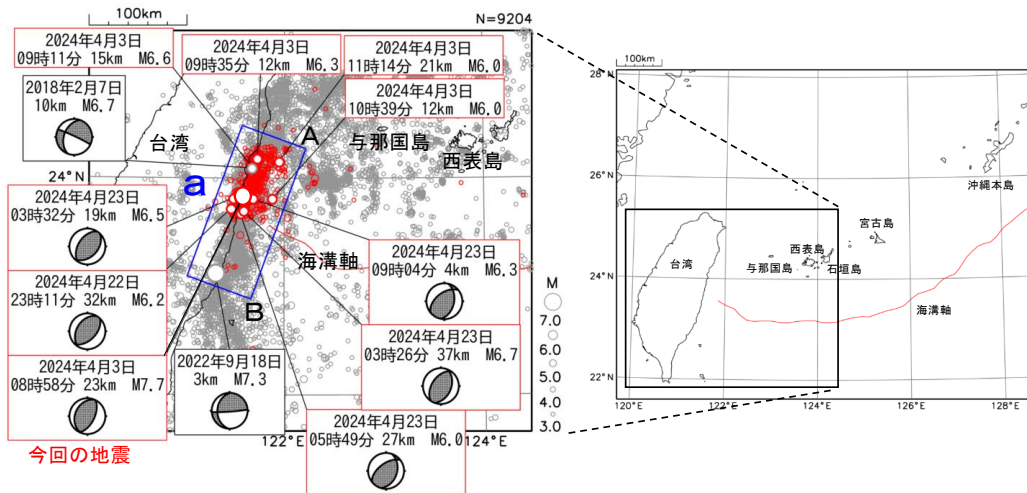 100km
N=9204
2024年4月3日
09時11分 15km M6.6
2024年4月3日
09時35分 12km M6.3
2024年4月3日
11時14分 21km M6.0
2024年4月3日
10時39分 12km M6.0
2018年2月7日
10km M6.7
台湾
A
与那国島
西表島
24°N
a
2024年4月23日
03時32分 19km M6.5
海溝軸
2024年4月23日
09時04分 4km M6.3
2024年4月22日
23時11分 32km M6.2
B
2024年4月23日
03時26分 37km M6.7
2024年4月3日
08時58分 23km M7.7
2022年9月18日
3km M7.3
2024年4月23日
05時49分 27km M6.0
122°E
124°E
今回の地震
M
7.0
6.0
5.0
4.0
3.0
100km
28°N
26°N
24°N
22°N
120°E
122°E
124°E
126°E
128°E
沖縄本島
宮古島
西表島
台湾
与那国島
石垣島
海溝軸